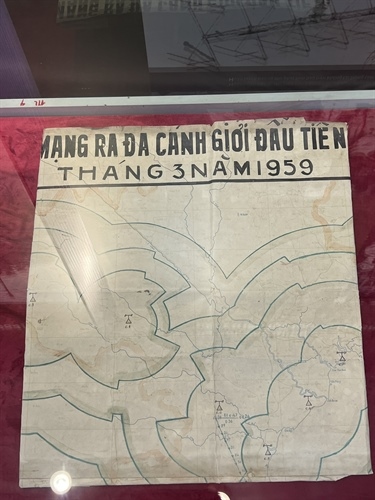 MẠNG RA ĐA CẢNH GIỚI ĐẦU TIÊN
THÁNG 3 NĂM 1959